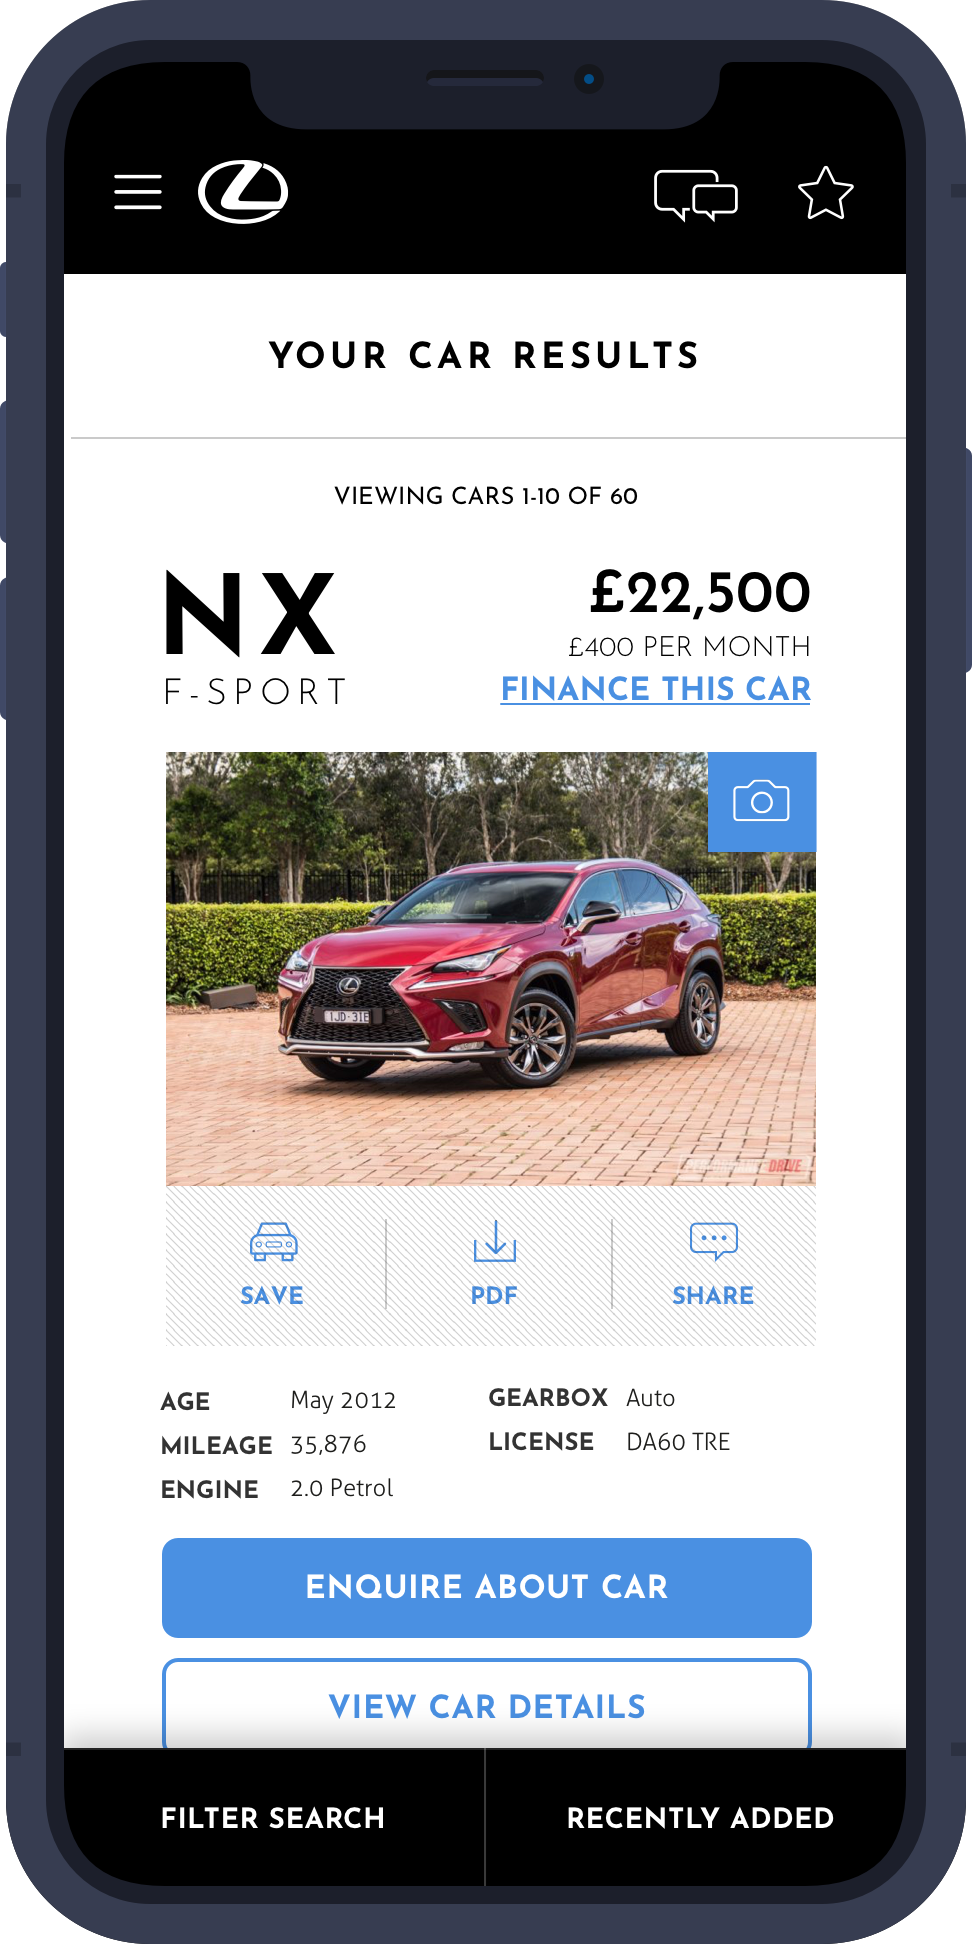 YOUR CAR RESULTS
VIEWING CARS 1-10 OF 60
NX
F-SPORT
£22,500
£400 PER MONTH
FINANCE THIS CAR
1JD-3IE
PERFORMANCE DRIVE
SAVE
PDF
SHARE
AGE May 2012
MILEAGE 35,876
ENGINE 2.0 Petrol
GEARBOX Auto
LICENSE DA60 TRE
ENQUIRE ABOUT CAR
VIEW CAR DETAILS
FILTER SEARCH
RECENTLY ADDED